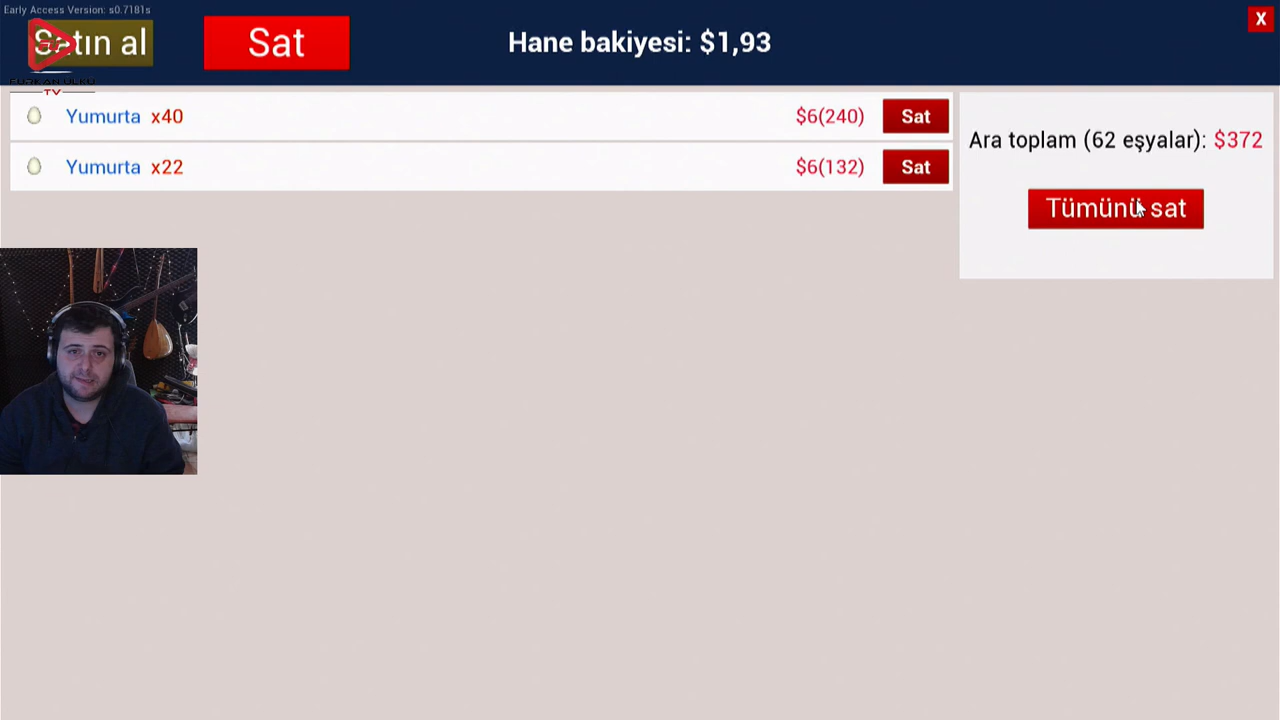 Early Access Version: s0.7181s
Satın al
Sat
Hane bakiyesi: $1,93
X
TV
Yumurta x40 $6(240) Sat
Yumurta x22 $6(132) Sat
Ara toplam (62 eşyalar): $372
Tümünü sat